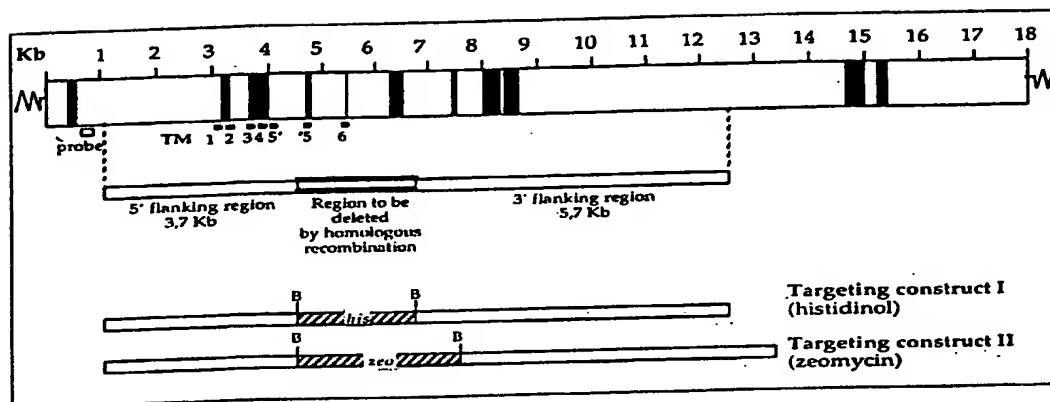 Kb 1 2 3 4 5 6 7 8 9 10 11 12 13 14 15 16 17 18
probe TM 1 2 3 4 5' '5 6
5' flanking region
3,7 Kb
Region to be
deleted
by homologous
recombination
3' flanking region
5,7 Kb
B B
his
Targeting construct I
(histidinol)
B B
zeo
Targeting construct II
(zeomycin)